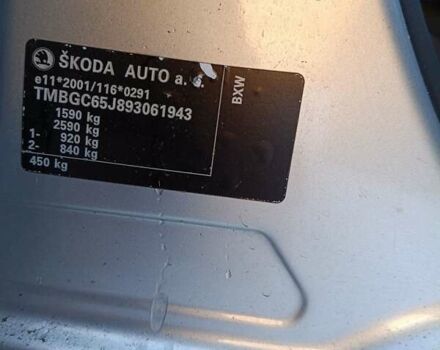 ŠKODA AUTO a. s.
e11*2001/116*0291
TMBGC65J893061943
1590 kg
2590 kg
1- 920 kg
2- 840 kg
450 kg
BXW